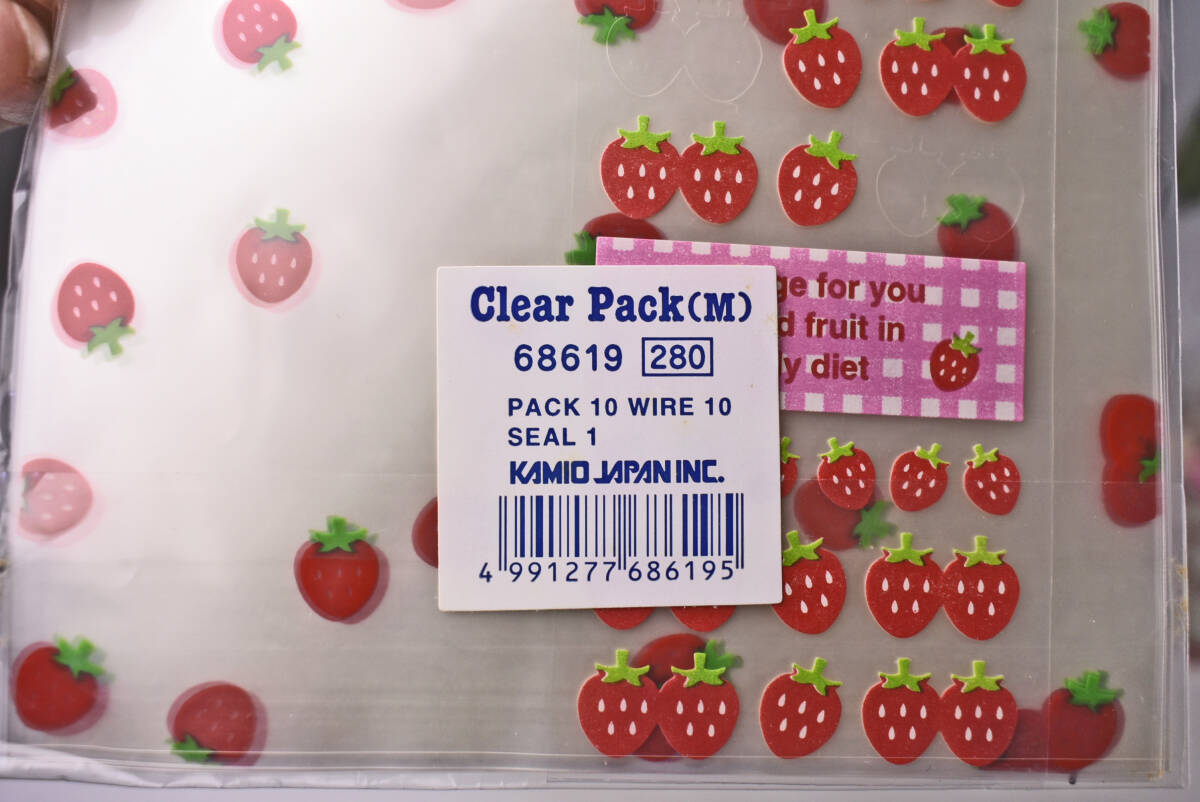 Clear Pack(M)
68619 280
PACK 10 WIRE 10
SEAL 1
KAMIO JAPAN INC.
4 991277 686195
for you
fruit in
diet